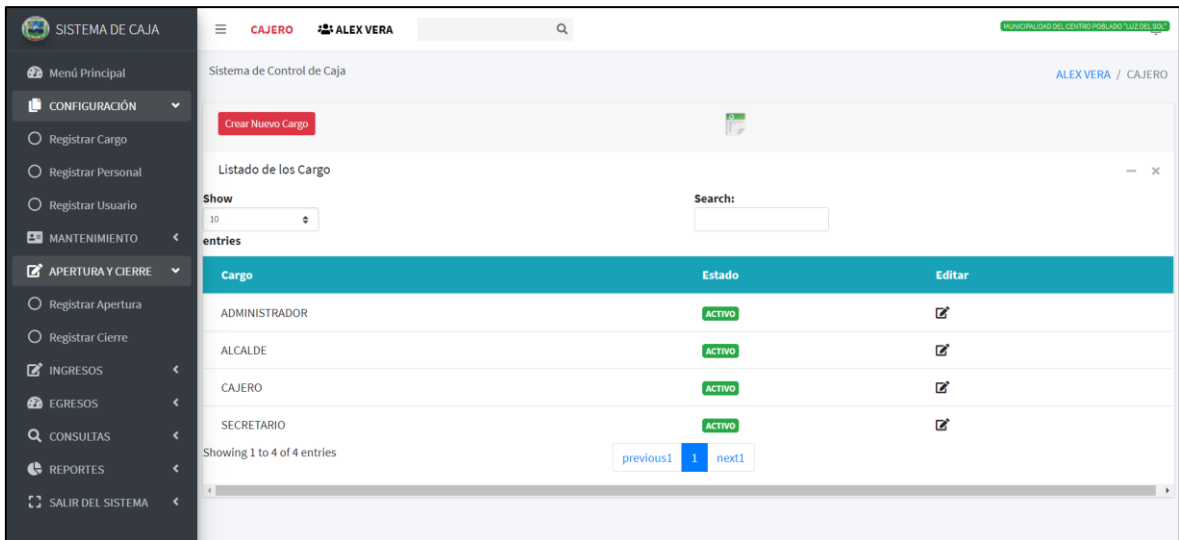 SISTEMA DE CAJA
CAJERO ALEX VERA
MUNICIPALIDAD DEL CENTRO POBLADO "LUZ DEL SOL"
Menú Principal
CONFIGURACIÓN
Registrar Cargo
Registrar Personal
Registrar Usuario
MANTENIMIENTO
APERTURA Y CIERRE
Registrar Apertura
Registrar Cierre
INGRESOS
EGRESOS
CONSULTAS
REPORTES
SALIR DEL SISTEMA
Sistema de Control de Caja
ALEX VERA / CAJERO
Crear Nuevo Cargo
Listado de los Cargo
Show
10
entries
Search:
Cargo Estado Editar
ADMINISTRADOR ACTIVO
ALCALDE ACTIVO
CAJERO ACTIVO
SECRETARIO ACTIVO
Showing 1 to 4 of 4 entries
previous1 1 next1